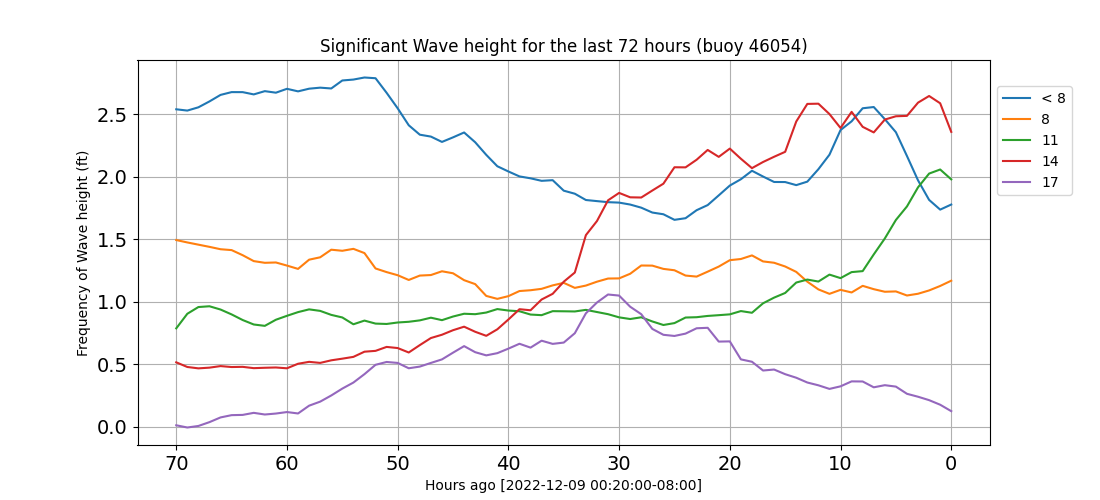 Significant Wave height for the last 72 hours (buoy 46054)
Frequency of Wave height (ft)
2.5
2.0
1.5
1.0
0.5
0.0
70 60 50 40 30 20 10 0
Hours ago [2022-12-09 00:20:00-08:00]
< 8
8
11
14
17